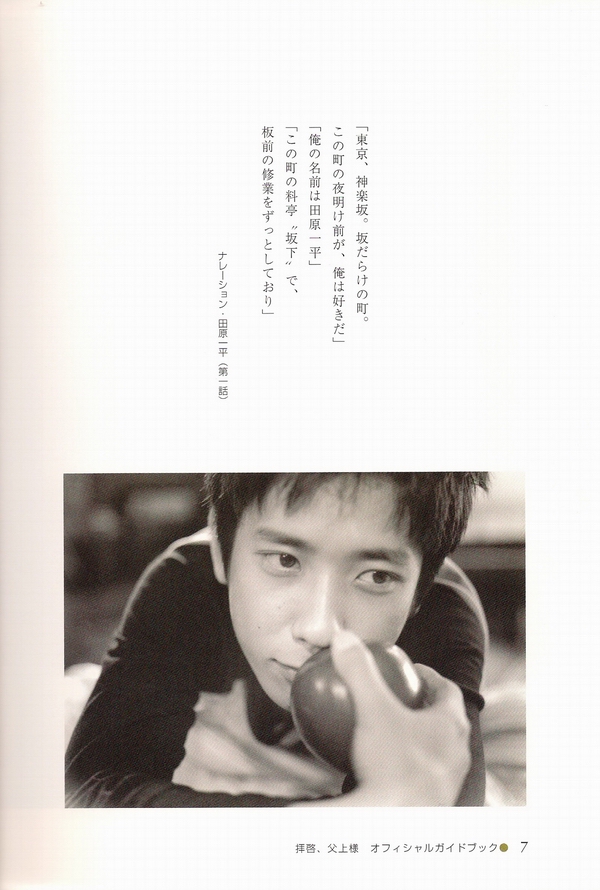 「東京、神楽坂。坂だらけの町。
この町の夜明け前が、俺は好きだ」
「俺の名前は田原一平」
「この町の料亭〝坂下〟で、
板前の修業をずっとしており」
ナレーション・田原一平（第一話）
拝啓、父上様　オフィシャルガイドブック● 7